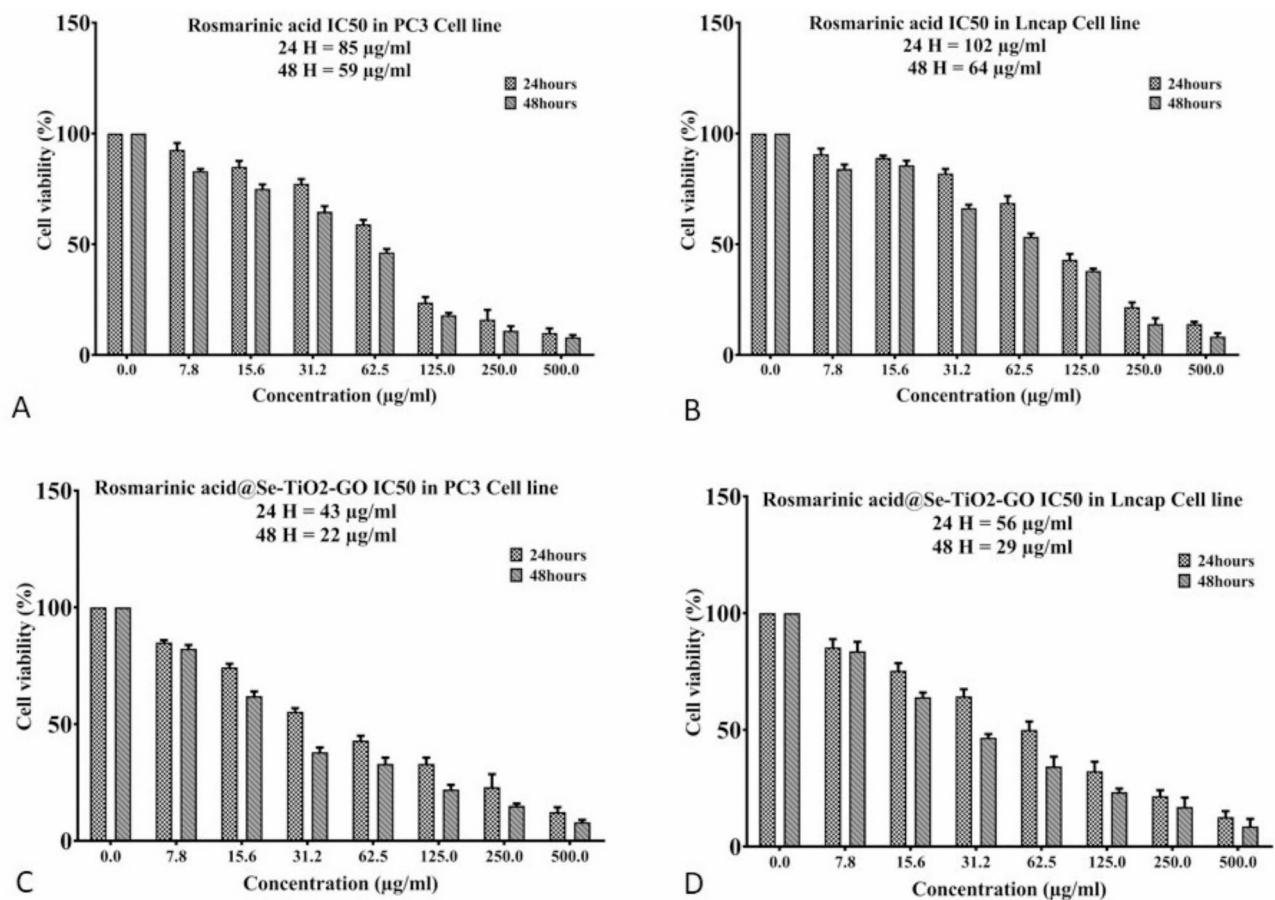 Rosmarinic acid IC50 in PC3 Cell line
24 H = 85 µg/ml
48 H = 59 µg/ml
24hours
48hours
150
100
50
0
Cell viability (%)
0.0 7.8 15.6 31.2 62.5 125.0 250.0 500.0
Concentration (µg/ml)
A
Rosmarinic acid IC50 in Lncap Cell line
24 H = 102 µg/ml
48 H = 64 µg/ml
24hours
48hours
150
100
50
0
Cell viability (%)
0.0 7.8 15.6 31.2 62.5 125.0 250.0 500.0
Concentration (µg/ml)
B
Rosmarinic acid@Se-TiO2-GO IC50 in PC3 Cell line
24 H = 43 µg/ml
48 H = 22 µg/ml
24hours
48hours
150
100
50
0
Cell viability (%)
0.0 7.8 15.6 31.2 62.5 125.0 250.0 500.0
Concentration (µg/ml)
C
Rosmarinic acid@Se-TiO2-GO IC50 in Lncap Cell line
24 H = 56 µg/ml
48 H = 29 µg/ml
24hours
48hours
150
100
50
0
Cell viability (%)
0.0 7.8 15.6 31.2 62.5 125.0 250.0 500.0
Concentration (µg/ml)
D